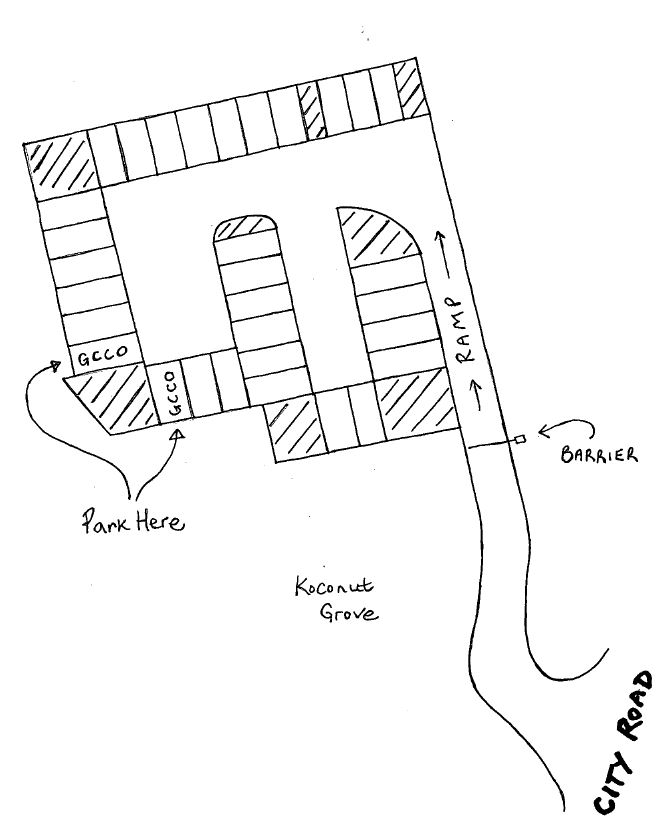 RAMP
GCCO
GCCO
BARRIER
Park Here
Koconut
Grove
CITY ROAD